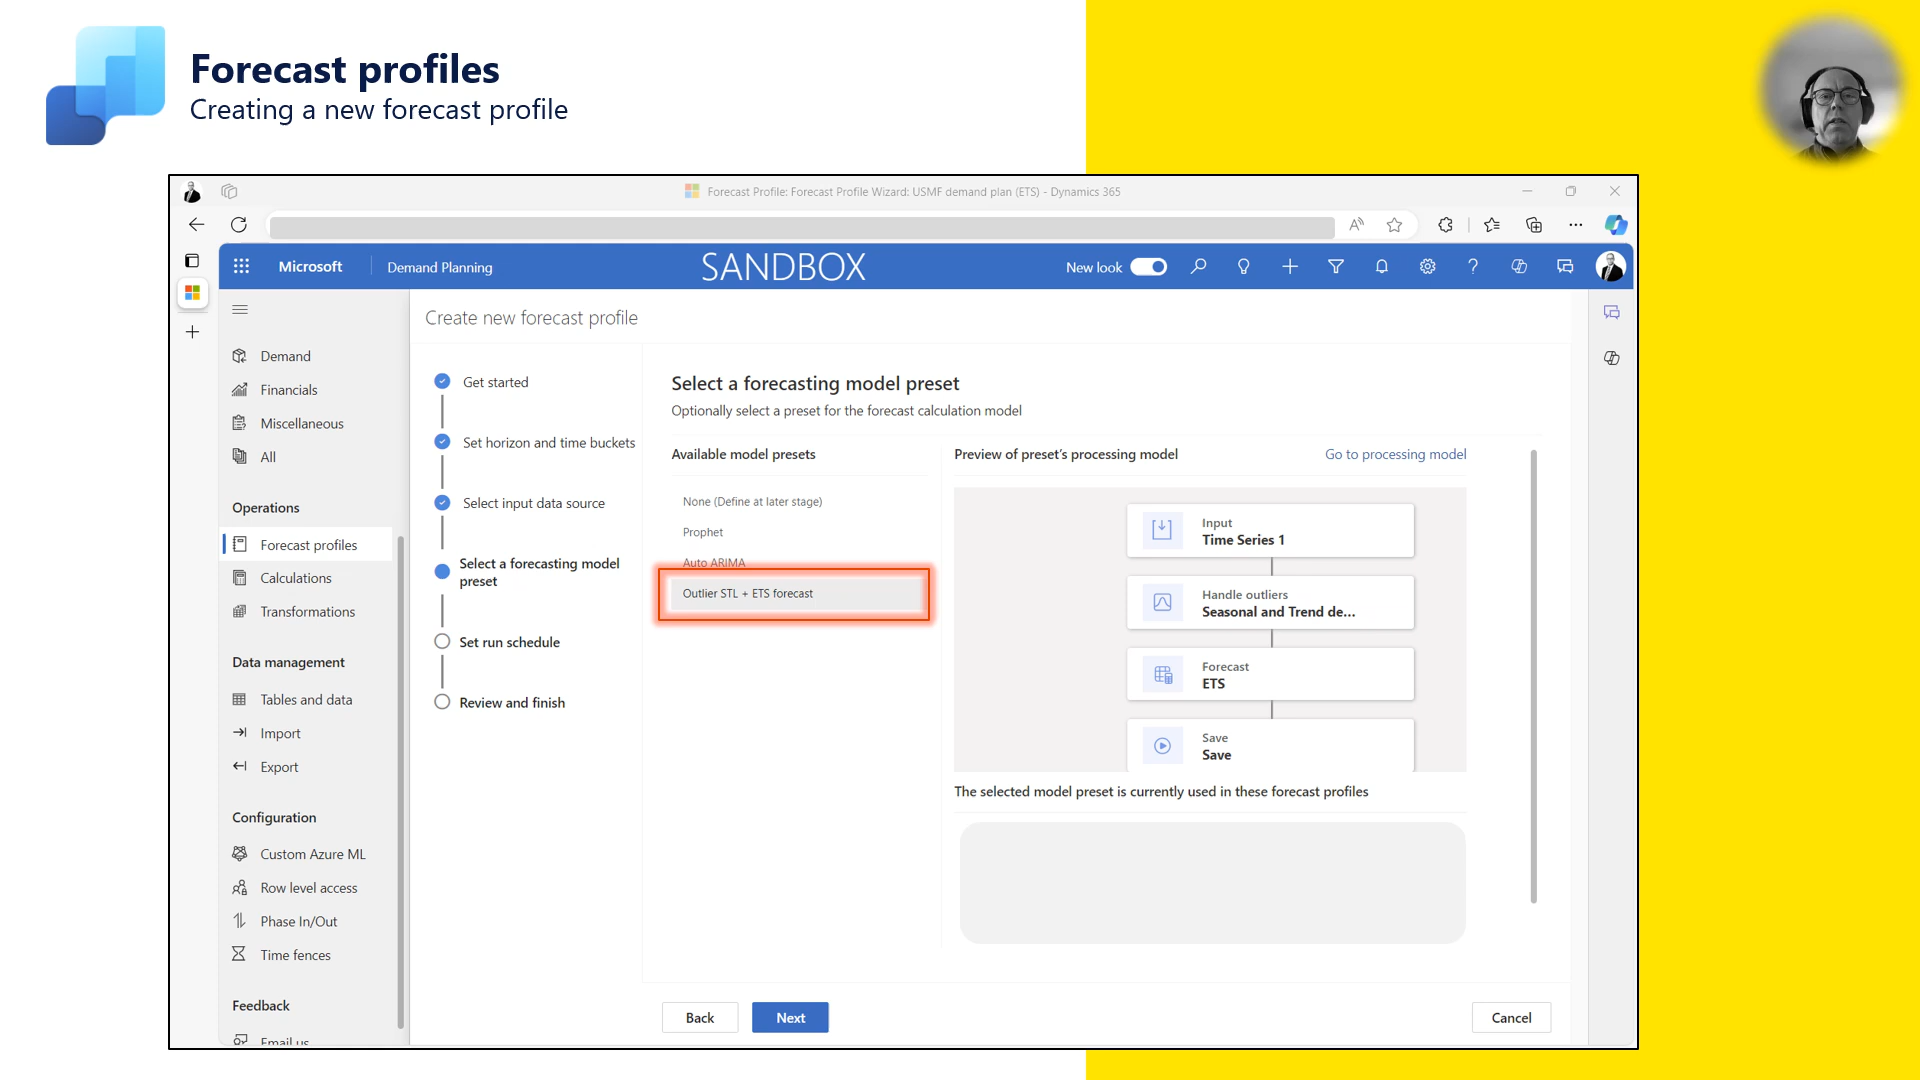 Forecast profiles
Creating a new forecast profile
Forecast Profile: Forecast Profile Wizard: USMF demand plan (ETS) - Dynamics 365
Microsoft
Demand Planning
SANDBOX
New look
Create new forecast profile
Demand
Financials
Miscellaneous
All
Operations
Forecast profiles
Calculations
Transformations
Data management
Tables and data
Import
Export
Configuration
Custom Azure ML
Row level access
Phase In/Out
Time fences
Feedback
Email us
Get started
Set horizon and time buckets
Select input data source
Select a forecasting model
preset
Set run schedule
Review and finish
Select a forecasting model preset
Optionally select a preset for the forecast calculation model
Available model presets
None (Define at later stage)
Prophet
Auto ARIMA
Outlier STL + ETS forecast
Preview of preset's processing model
Go to processing model
Input
Time Series 1
Handle outliers
Seasonal and Trend de...
Forecast
ETS
Save
Save
The selected model preset is currently used in these forecast profiles
Back
Next
Cancel